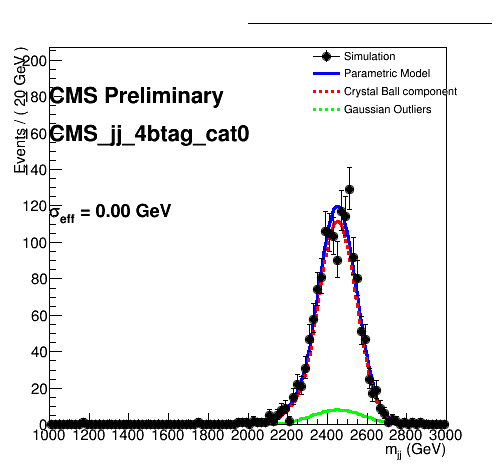 Events / ( 20 GeV )
200
180
160
140
120
100
80
60
40
20
0
CMS Preliminary
CMS_jj_4btag_cat0
σeff = 0.00 GeV
Simulation
Parametric Model
Crystal Ball component
Gaussian Outliers
1000 1200 1400 1600 1800 2000 2200 2400 2600 2800 3000
mjj (GeV)